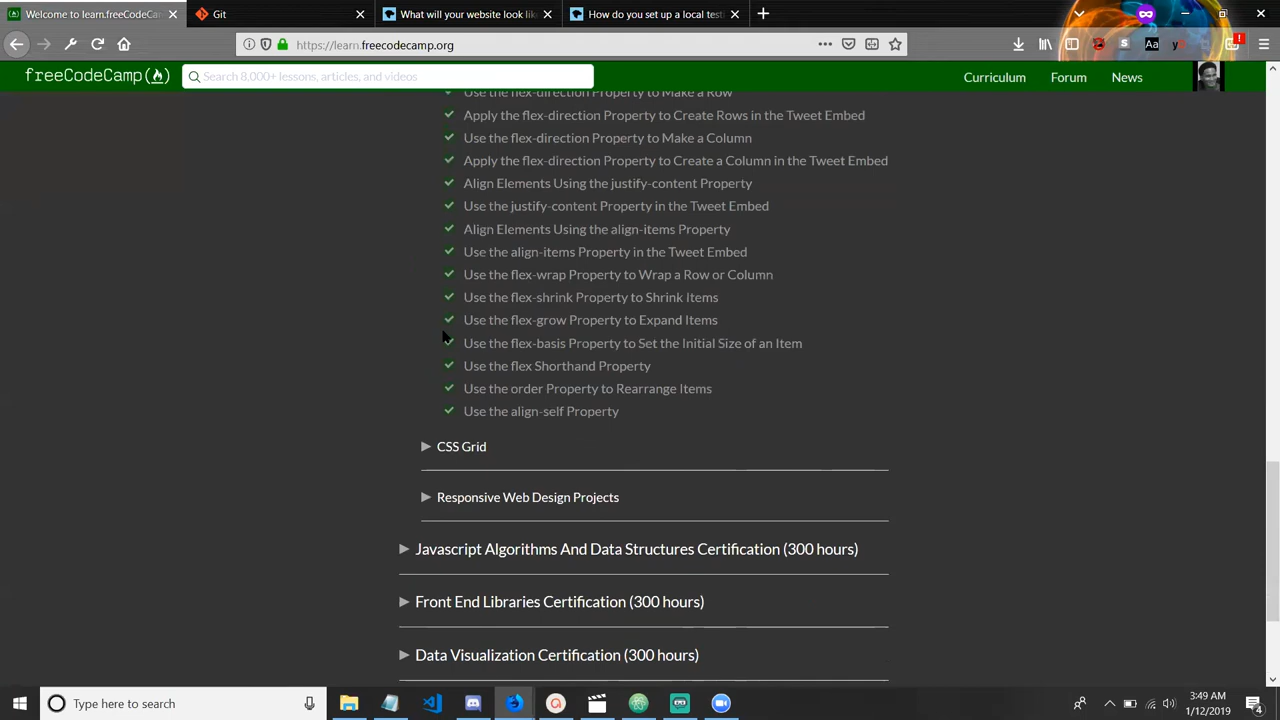 Welcome to learn.freeCodeCa
Git
What will your website look lik
How do you set up a local testi
https://learn.freecodecamp.org
freeCodeCamp
Search 8,000+ lessons, articles, and videos
Curriculum
Forum
News
Use the flex-direction Property to Make a Row
Apply the flex-direction Property to Create Rows in the Tweet Embed
Use the flex-direction Property to Make a Column
Apply the flex-direction Property to Create a Column in the Tweet Embed
Align Elements Using the justify-content Property
Use the justify-content Property in the Tweet Embed
Align Elements Using the align-items Property
Use the align-items Property in the Tweet Embed
Use the flex-wrap Property to Wrap a Row or Column
Use the flex-shrink Property to Shrink Items
Use the flex-grow Property to Expand Items
Use the flex-basis Property to Set the Initial Size of an Item
Use the flex Shorthand Property
Use the order Property to Rearrange Items
Use the align-self Property
CSS Grid
Responsive Web Design Projects
Javascript Algorithms And Data Structures Certification (300 hours)
Front End Libraries Certification (300 hours)
Data Visualization Certification (300 hours)
Type here to search
3:49 AM
1/12/2019
4